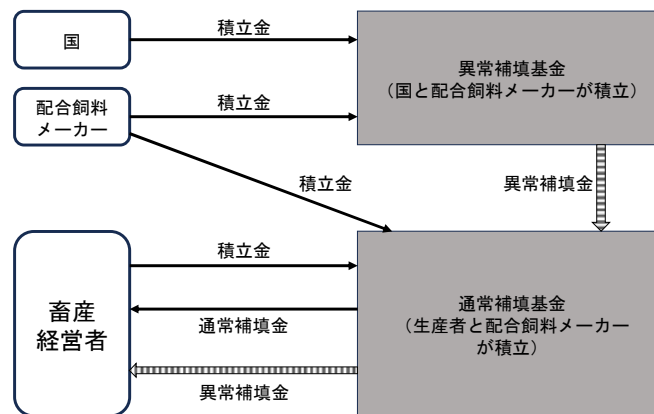 国
積立金
異常補填基金
（国と配合飼料メーカーが積立）
配合飼料
メーカー
積立金
積立金
異常補填金
畜産
経営者
積立金
通常補填金
異常補填金
通常補填基金
（生産者と配合飼料メーカー
が積立）